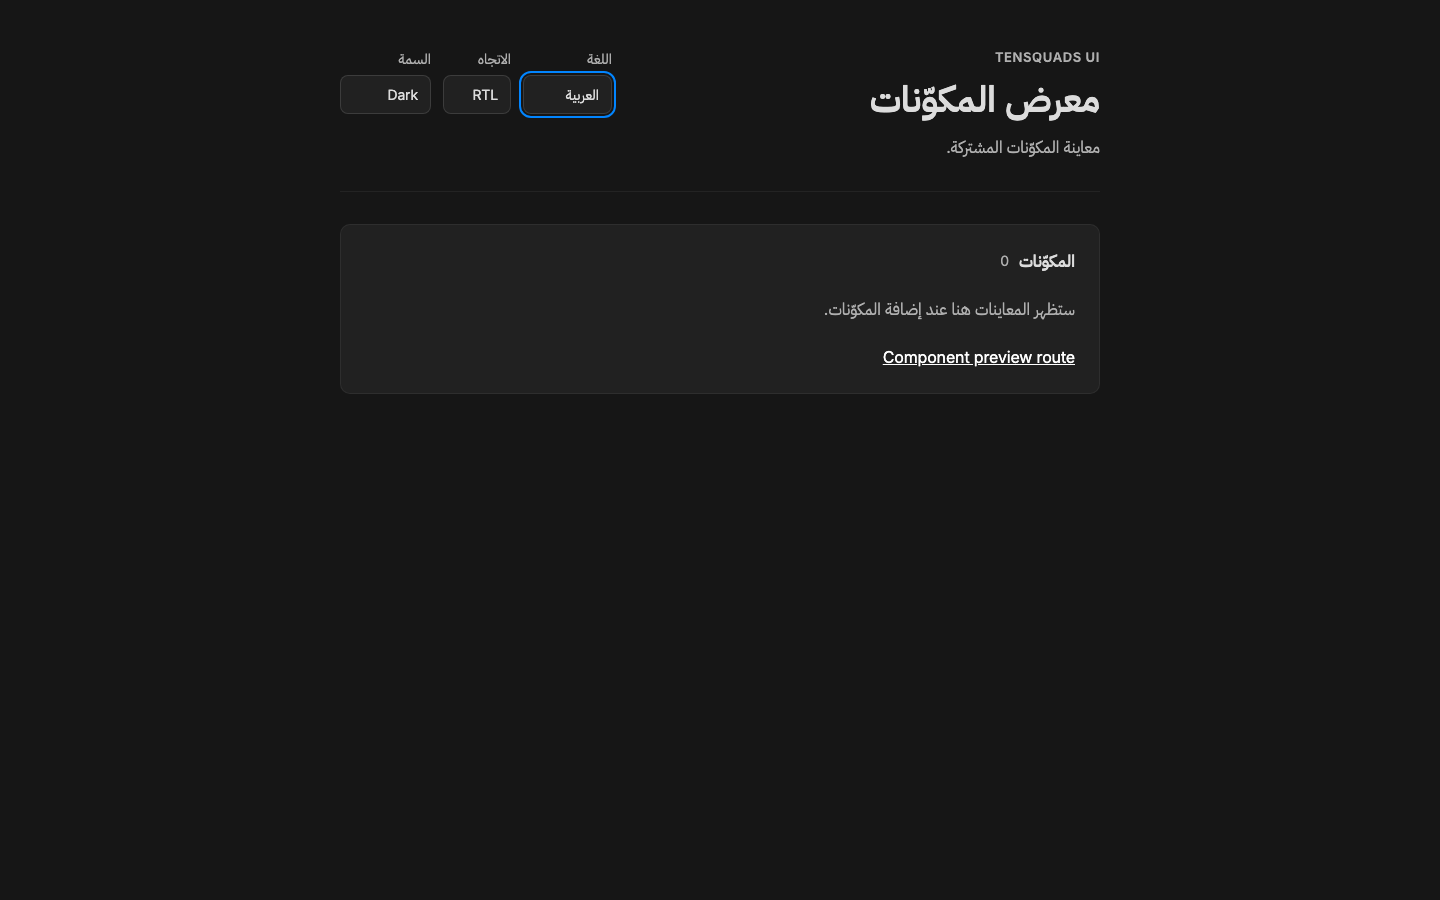 TENSQUADS UI
معرض المكوّنات
معاينة المكوّنات المشتركة.
اللغة
العربية
الاتجاه
RTL
السمة
Dark
المكوّنات 0
ستظهر المعاينات هنا عند إضافة المكوّنات.
Component preview route